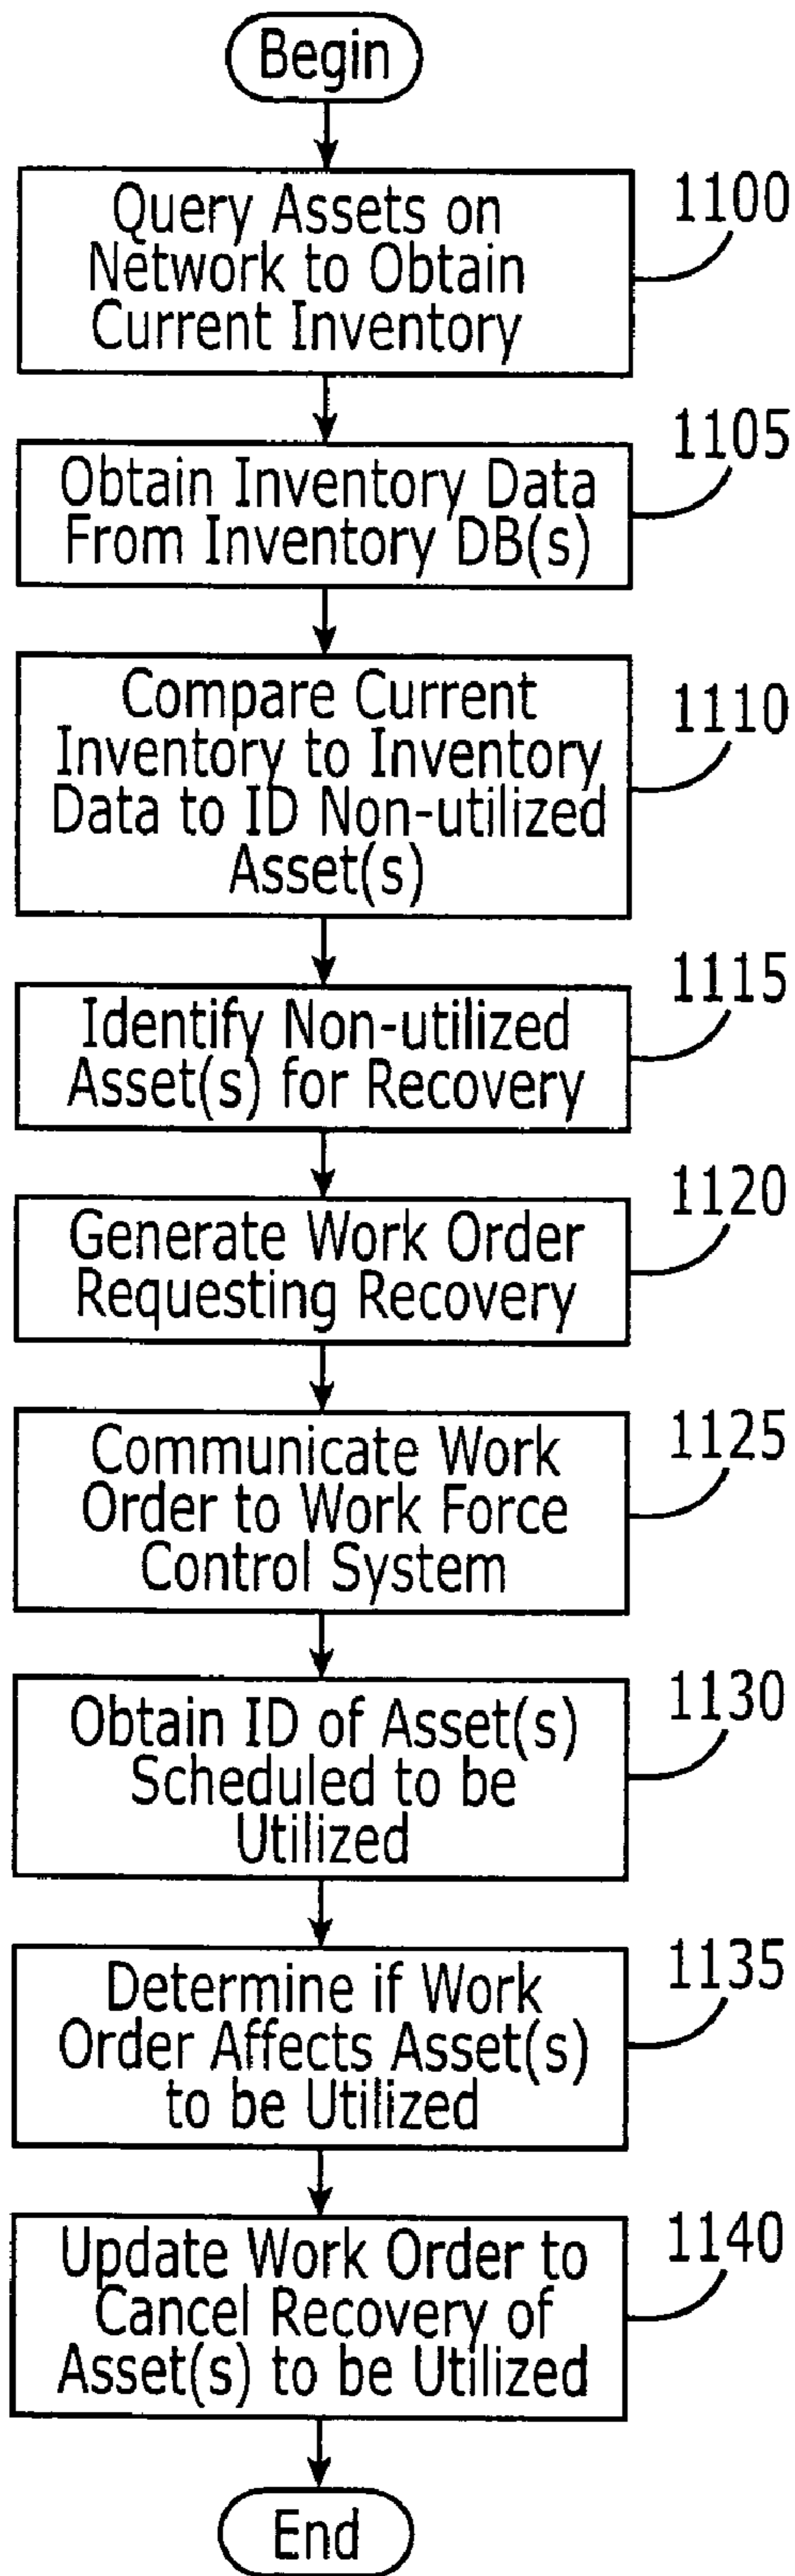 Begin
Query Assets on
Network to Obtain
Current Inventory
1100
Obtain Inventory Data
From Inventory DB(s)
1105
Compare Current
Inventory to Inventory
Data to ID Non-utilized
Asset(s)
1110
Identify Non-utilized
Asset(s) for Recovery
1115
Generate Work Order
Requesting Recovery
1120
Communicate Work
Order to Work Force
Control System
1125
Obtain ID of Asset(s)
Scheduled to be
Utilized
1130
Determine if Work
Order Affects Asset(s)
to be Utilized
1135
Update Work Order to
Cancel Recovery of
Asset(s) to be Utilized
1140
End